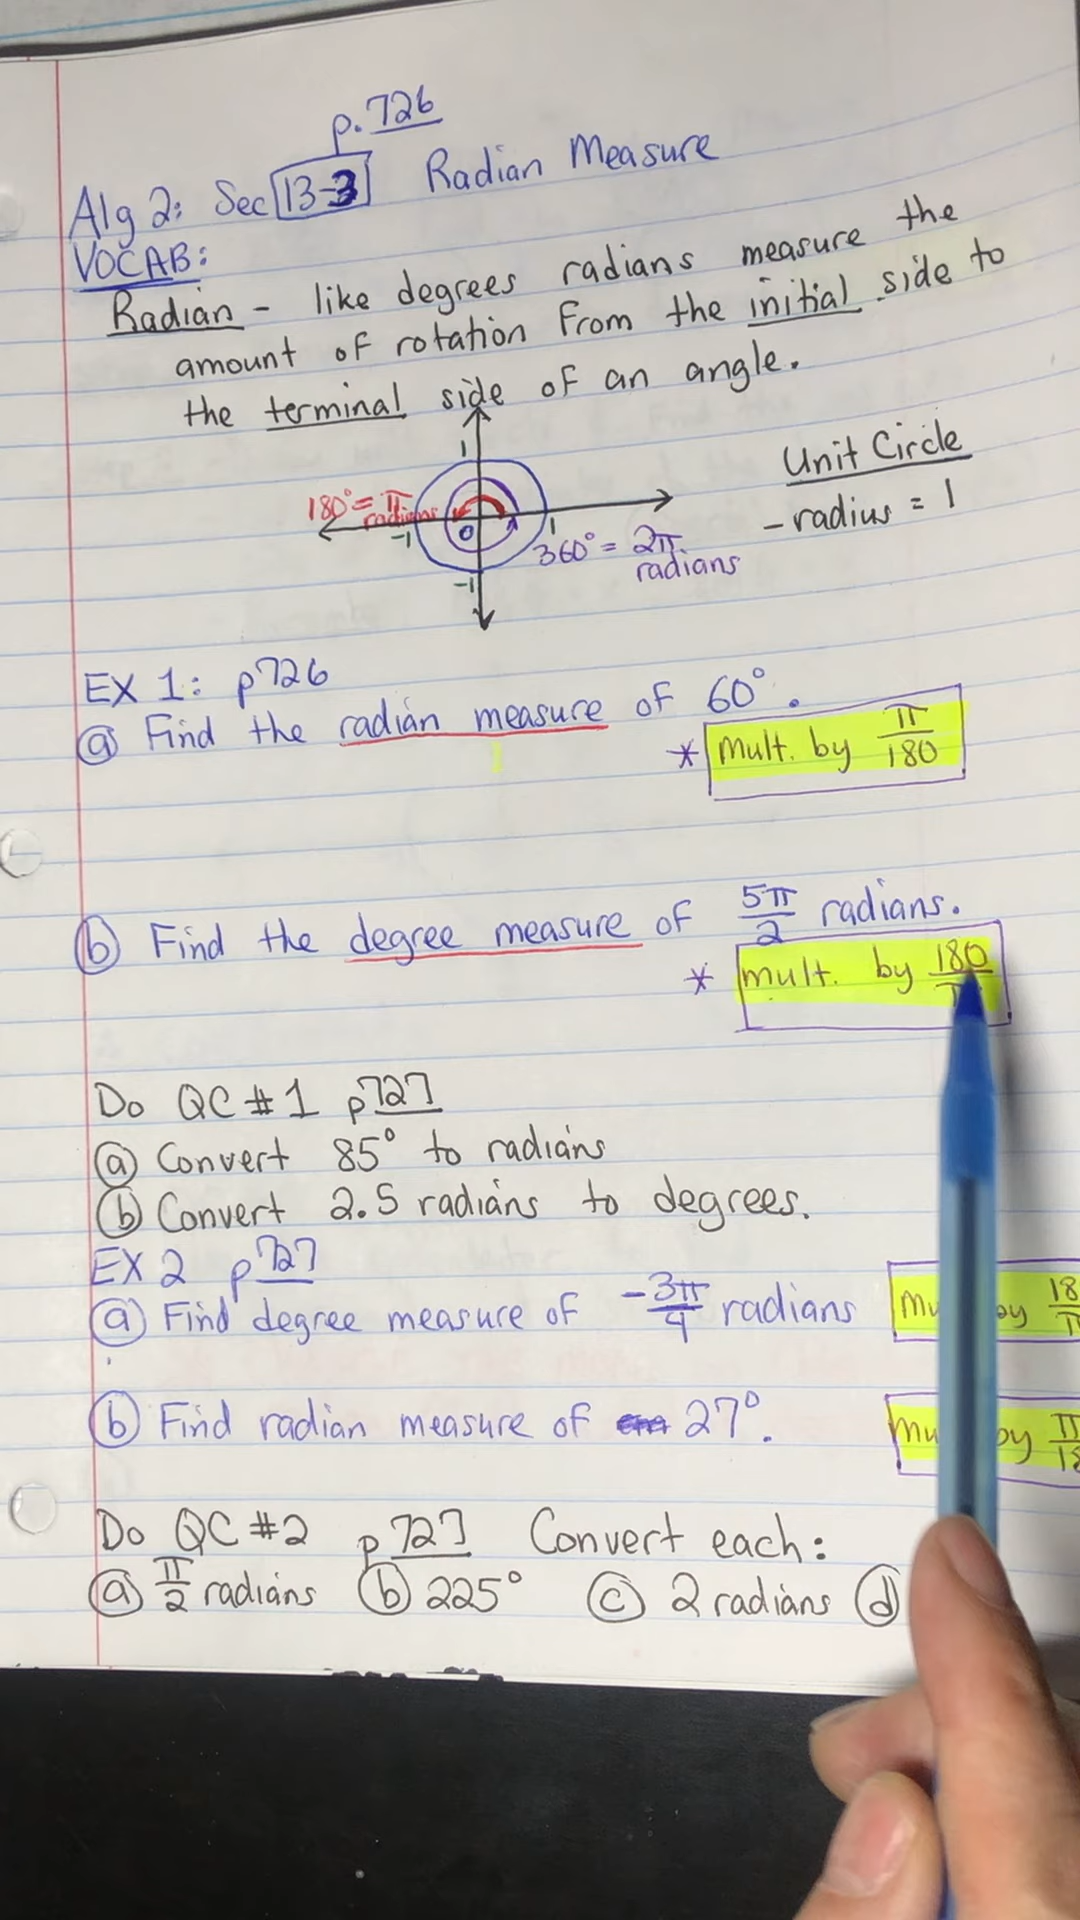 p. 726
Alg 2: Sec 13-3 Radian Measure
VOCAB:
Radian - like degrees radians measure the
amount of rotation from the initial side to
the terminal side of an angle.
Unit Circle
- radius = 1
1
180° = π
radians
-1
0
1
360° = 2π
radians
-1
EX 1: p726
ⓐ Find the radian measure of 60°.
* mult. by π/180
ⓑ Find the degree measure of 5π/2 radians.
* mult. by 180/π
Do QC #1 p727
ⓐ Convert 85° to radians
ⓑ Convert 2.5 radians to degrees.
EX 2 p727
ⓐ Find degree measure of -3π/4 radians
by
ⓑ Find radian measure of 27°.
by
Do QC #2 p727 Convert each:
ⓐ π/2 radians ⓑ 225° ⓒ 2 radians ⓓ